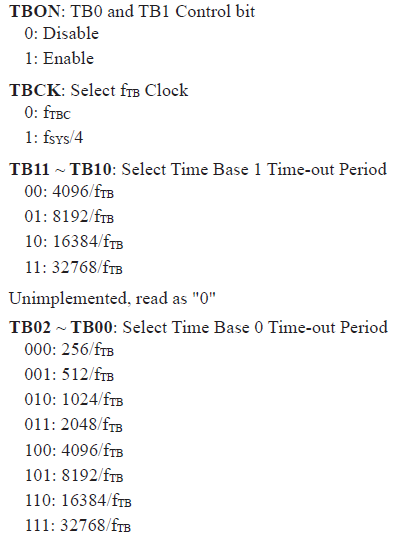 TBON: TB0 and TB1 Control bit
0: Disable
1: Enable
TBCK: Select fTB Clock
0: fTBC
1: fSYS/4
TB11 ~ TB10: Select Time Base 1 Time-out Period
00: 4096/fTB
01: 8192/fTB
10: 16384/fTB
11: 32768/fTB
Unimplemented, read as "0"
TB02 ~ TB00: Select Time Base 0 Time-out Period
000: 256/fTB
001: 512/fTB
010: 1024/fTB
011: 2048/fTB
100: 4096/fTB
101: 8192/fTB
110: 16384/fTB
111: 32768/fTB